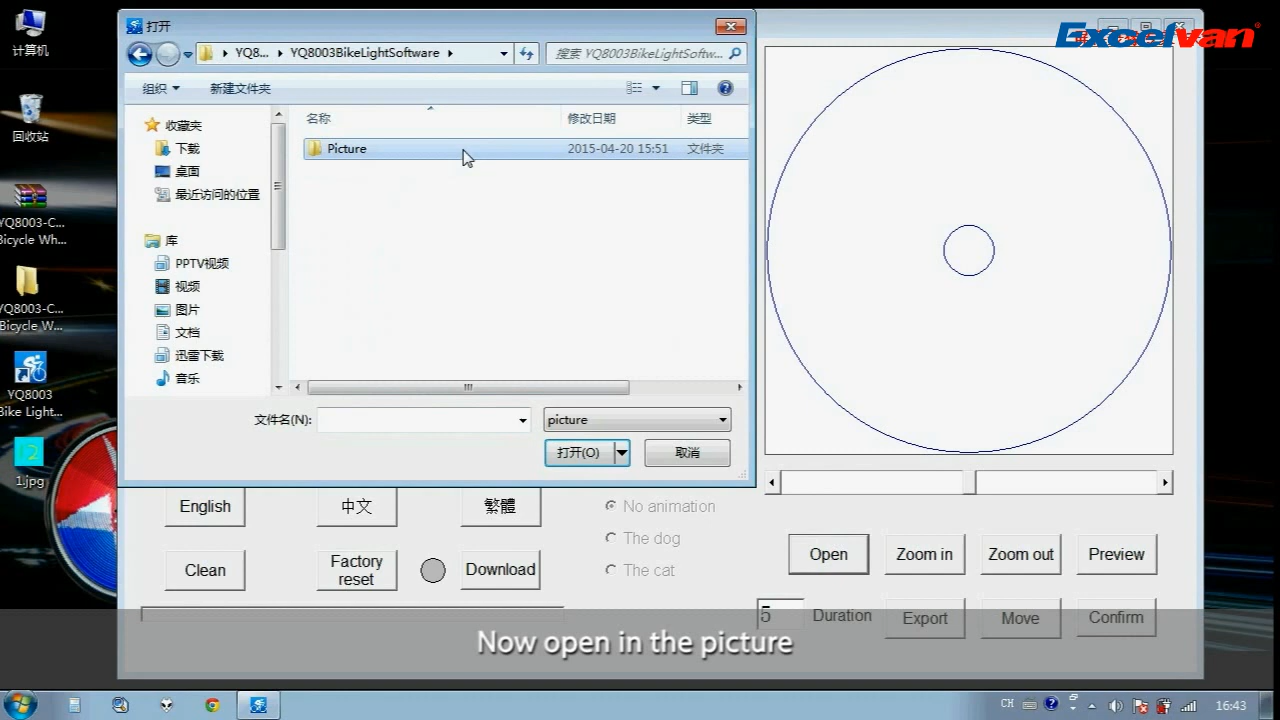 计算机
回收站
YQ8003-C...
Bicycle Wh...
YQ8003-C...
Bicycle W...
YQ8003
Bike Light...
1.jpg
打开
YQ8... YQ8003BikeLightSoftware
搜索 YQ8003BikeLightSoftw...
组织 新建文件夹
收藏夹
下载
桌面
最近访问的位置
库
PPTV视频
视频
图片
文档
迅雷下载
音乐
名称 修改日期 类型
Picture 2015-04-20 15:51 文件夹
文件名(N): picture
打开(O) 取消
Excelvan®
English 中文 繁體
Clean Factory reset Download
No animation
The dog
The cat
Open Zoom in Zoom out Preview
5 Duration Export Move Confirm
Now open in the picture
CH 16:43